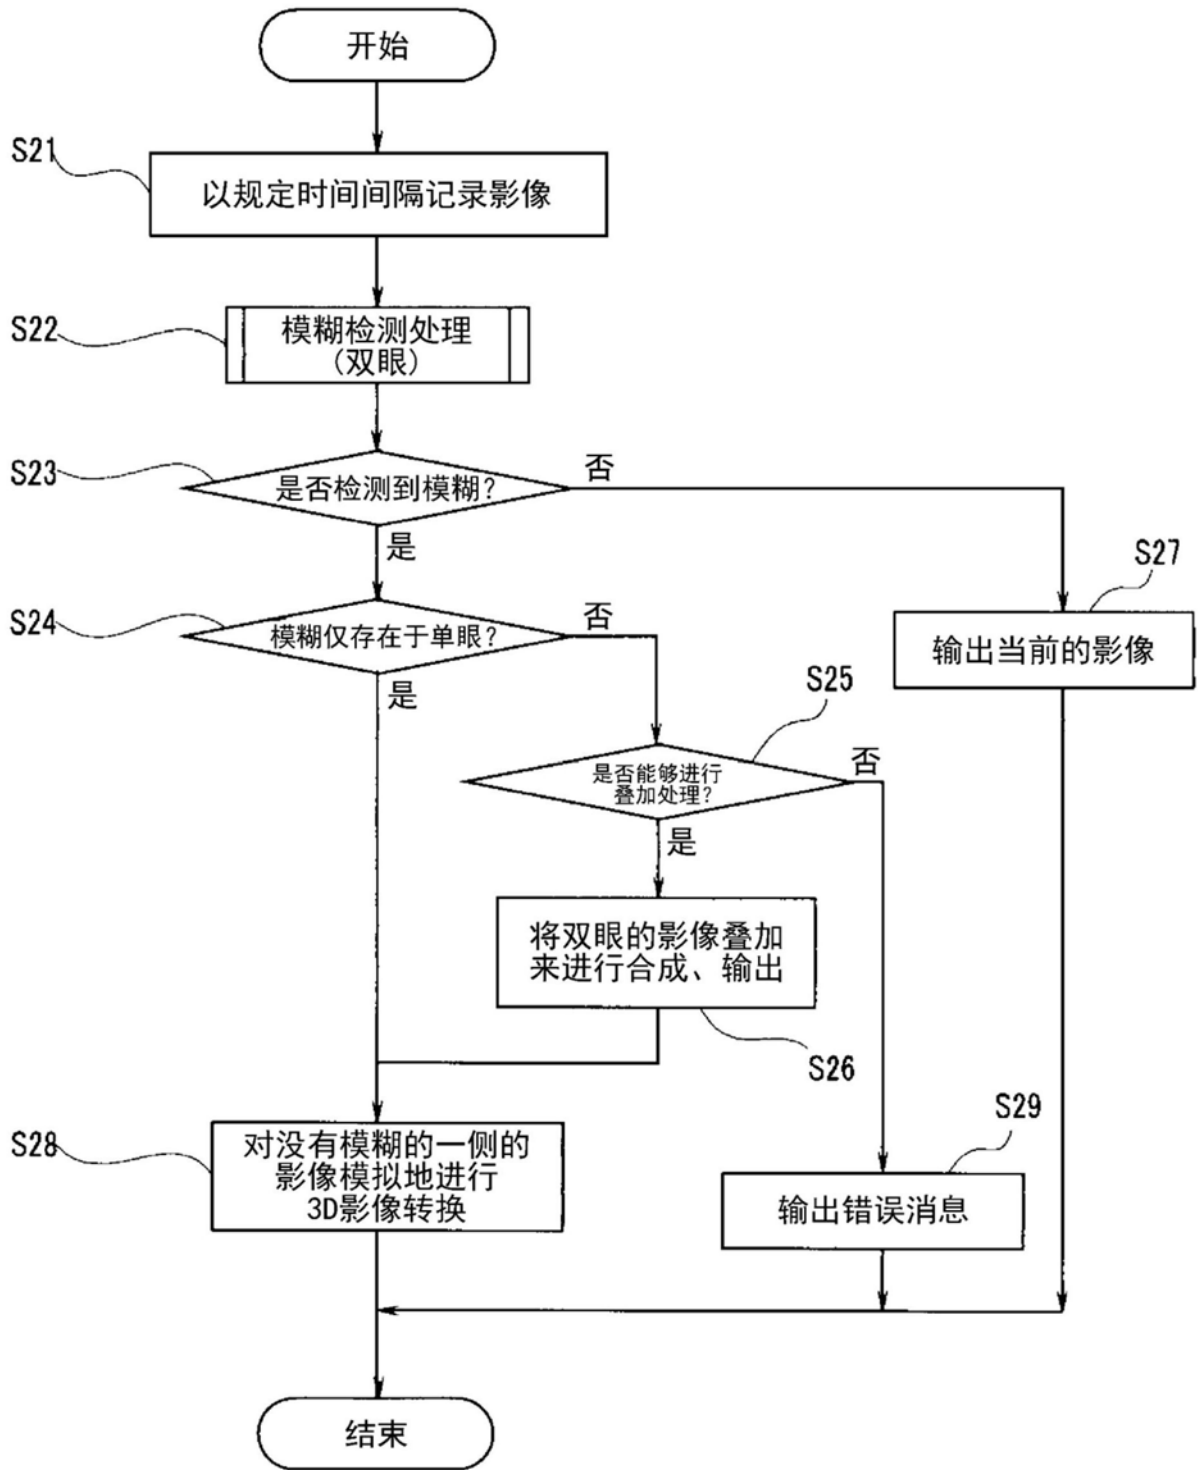 开始
S21
以规定时间间隔记录影像
S22
模糊检测处理
(双眼)
S23
是否检测到模糊?
否
是
S27
输出当前的影像
S24
模糊仅存在于单眼?
否
是
S25
是否能够进行
叠加处理?
否
是
将双眼的影像叠加
来进行合成、输出
S26
S28
对没有模糊的一侧的
影像模拟地进行
3D影像转换
S29
输出错误消息
结束